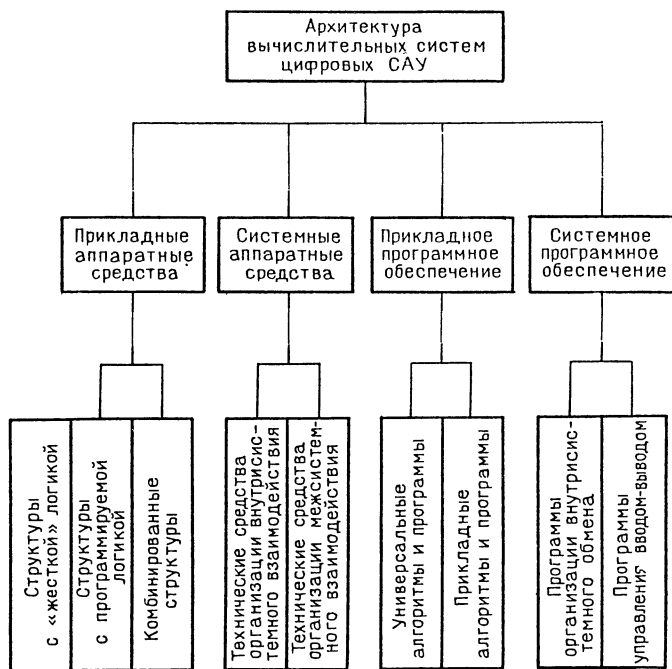 Архитектура
вычислительных систем
цифровых САУ
Прикладные
аппаратные
средства
Системные
аппаратные
средства
Прикладное
программное
обеспечение
Системное
программное
обеспечение
Структуры
с «жесткой» логикой
Структуры
с программируемой
логикой
Комбинированные
структуры
Технические средства
организации внутрисис-
темного взаимодействия
Технические средства
организации межсистем-
ного взаимодействия
Универсальные
алгоритмы и программы
Прикладные
алгоритмы и программы
Программы
организации внутрисис-
темного обмена
Программы
управления вводом-выводом